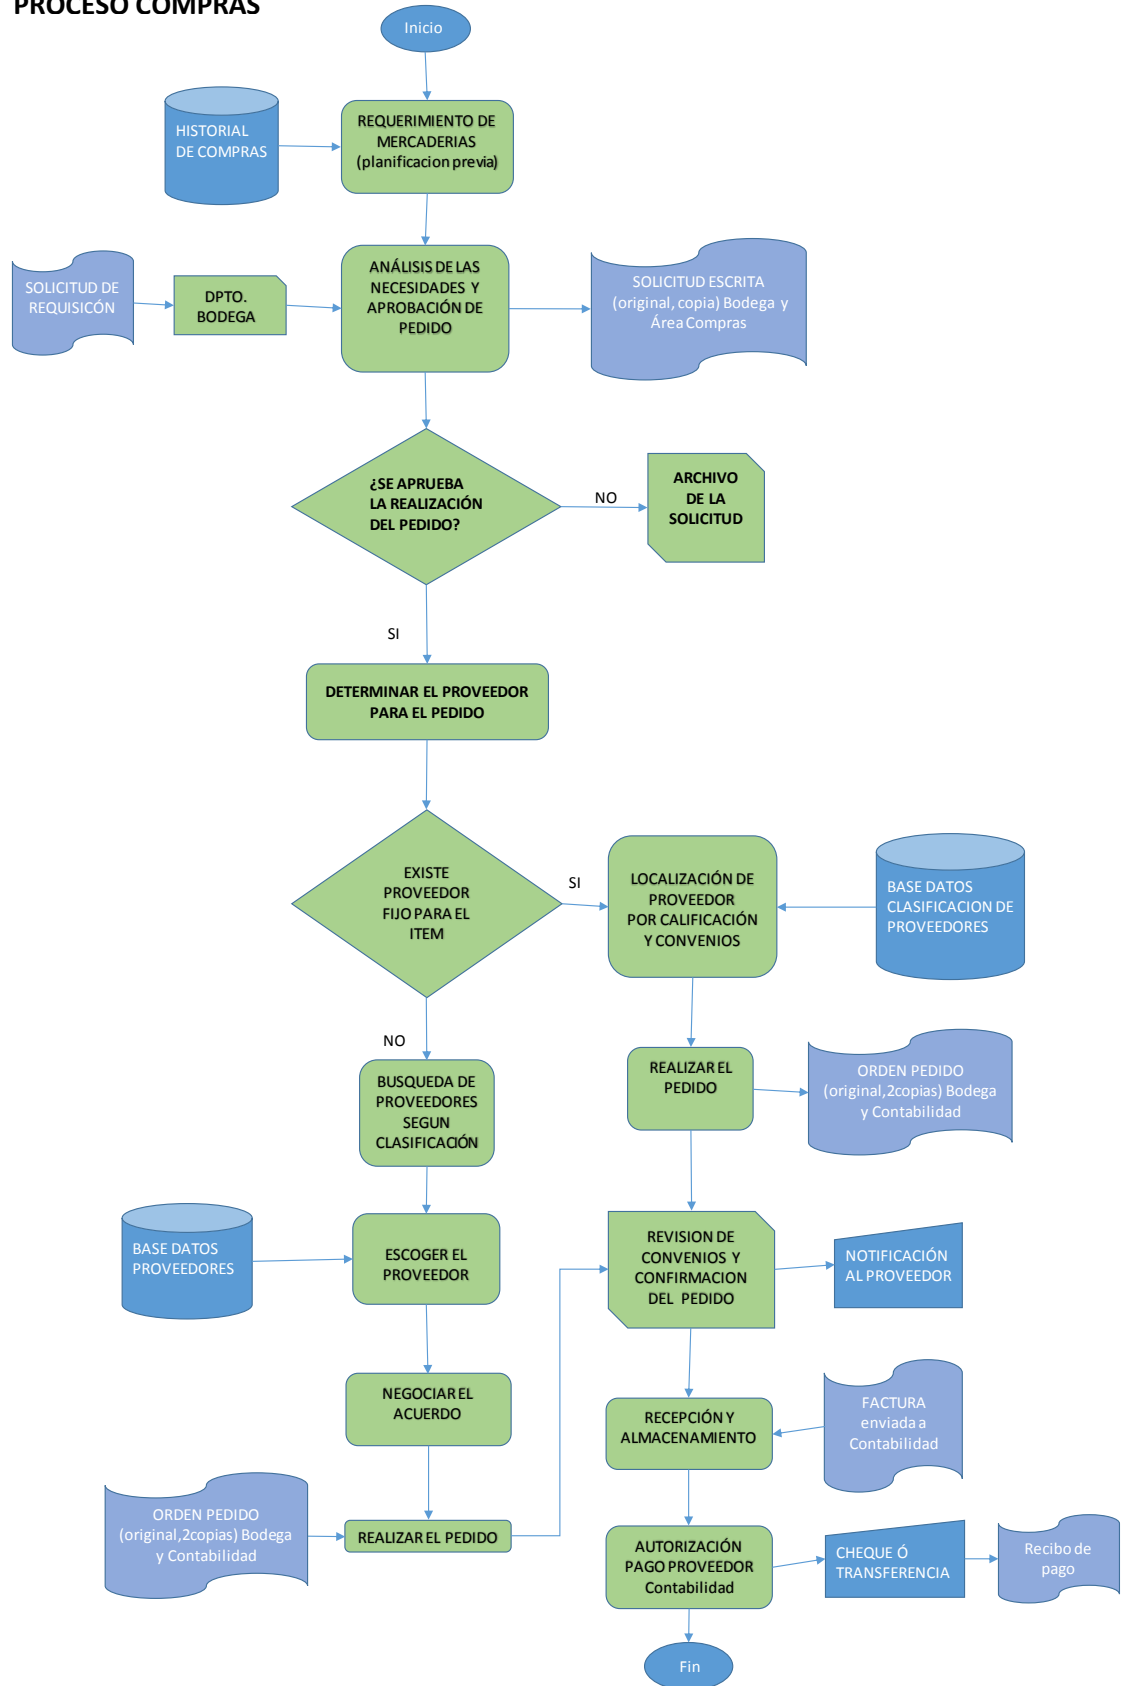 PROCESO COMPRAS
Inicio
HISTORIAL
DE COMPRAS
REQUERIMIENTO DE
MERCADERIAS
(planificacion previa)
SOLICITUD DE
REQUISICÓN
DPTO.
BODEGA
ANÁLISIS DE LAS
NECESIDADES Y
APROBACIÓN DE
PEDIDO
SOLICITUD ESCRITA
(original, copia) Bodega y
Área Compras
¿SE APRUEBA
LA REALIZACIÓN
DEL PEDIDO?
NO
ARCHIVO
DE LA
SOLICITUD
SI
DETERMINAR EL PROVEEDOR
PARA EL PEDIDO
EXISTE
PROVEEDOR
FIJO PARA EL
ITEM
SI
LOCALIZACIÓN DE
PROVEEDOR
POR CALIFICACIÓN
Y CONVENIOS
BASE DATOS
CLASIFICACION DE
PROVEEDORES
NO
BUSQUEDA DE
PROVEEDORES
SEGUN
CLASIFICACIÓN
REALIZAR EL
PEDIDO
ORDEN PEDIDO
(original,2copias) Bodega
y Contabilidad
BASE DATOS
PROVEEDORES
ESCOGER EL
PROVEEDOR
REVISION DE
CONVENIOS Y
CONFIRMACION
DEL PEDIDO
NOTIFICACIÓN
AL PROVEEDOR
NEGOCIAR EL
ACUERDO
RECEPCIÓN Y
ALMACENAMIENTO
FACTURA
enviada a
Contabilidad
ORDEN PEDIDO
(original,2copias) Bodega
y Contabilidad
REALIZAR EL PEDIDO
AUTORIZACIÓN
PAGO PROVEEDOR
Contabilidad
CHEQUE Ó
TRANSFERENCIA
Recibo de
pago
Fin